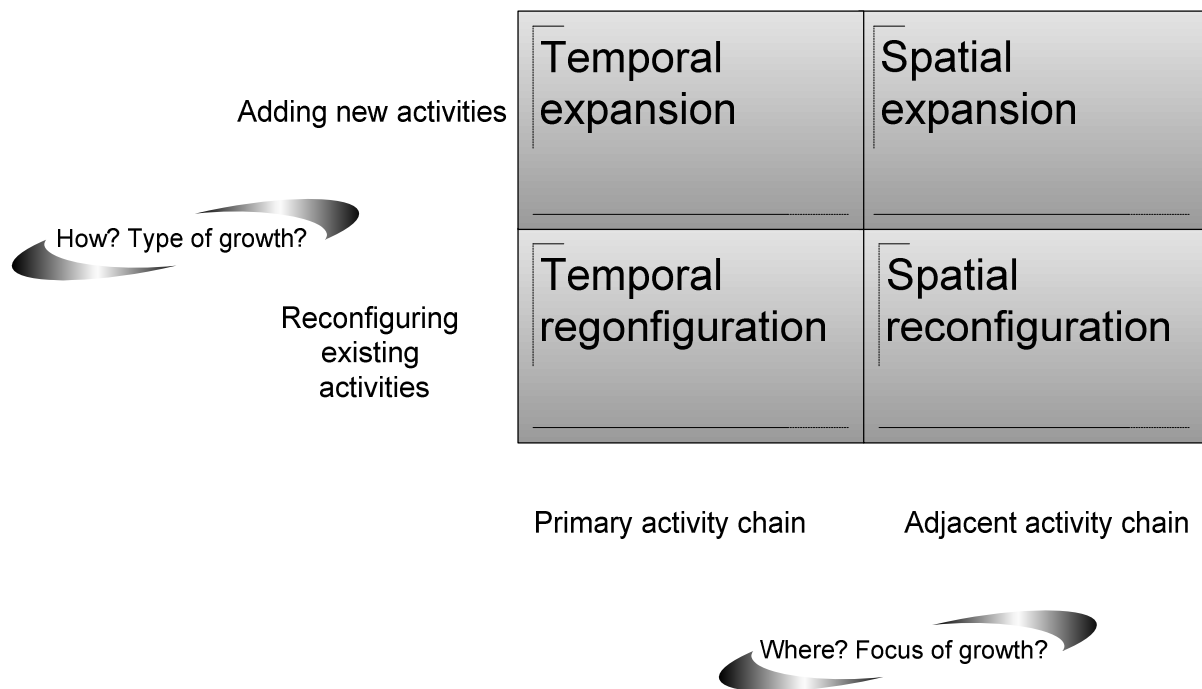 Temporal
expansion
Spatial
expansion
Adding new activities
How? Type of growth?
Temporal
regonfiguration
Spatial
reconfiguration
Reconfiguring
existing
activities
Primary activity chain
Adjacent activity chain
Where? Focus of growth?